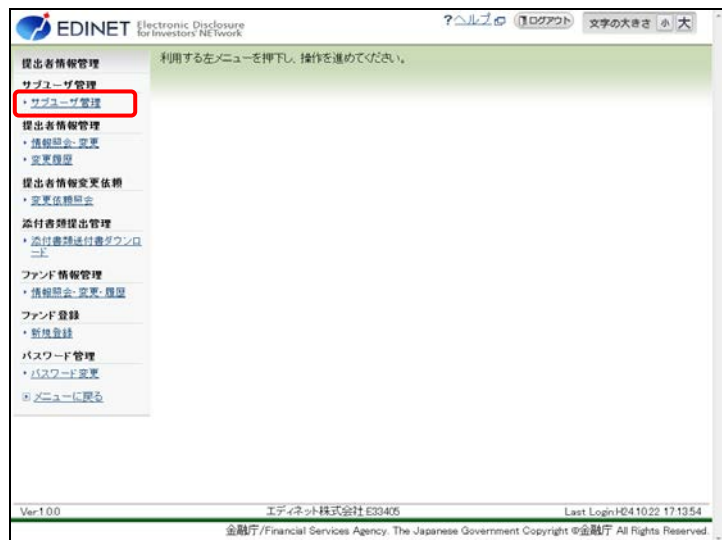 EDINET Electronic Disclosure for Investors' NETwork
?ヘルプ ログアウト 文字の大きさ 小 大
提出者情報管理
利用する左メニューを押下し、操作を進めてください。
サブユーザ管理
サブユーザ管理
提出者情報管理
情報照会・変更
変更履歴
提出者情報変更依頼
変更依頼照会
添付書類提出管理
添付書類送付書ダウンロ
ード
ファンド情報管理
情報照会・変更・履歴
ファンド登録
新規登録
パスワード管理
パスワード変更
メニューに戻る
Ver.1.0.0 エディネット株式会社 E33405 Last Login:H24.10.22 17:13:54
金融庁/Financial Services Agency. The Japanese Government Copyright ©金融庁 All Rights Reserved.